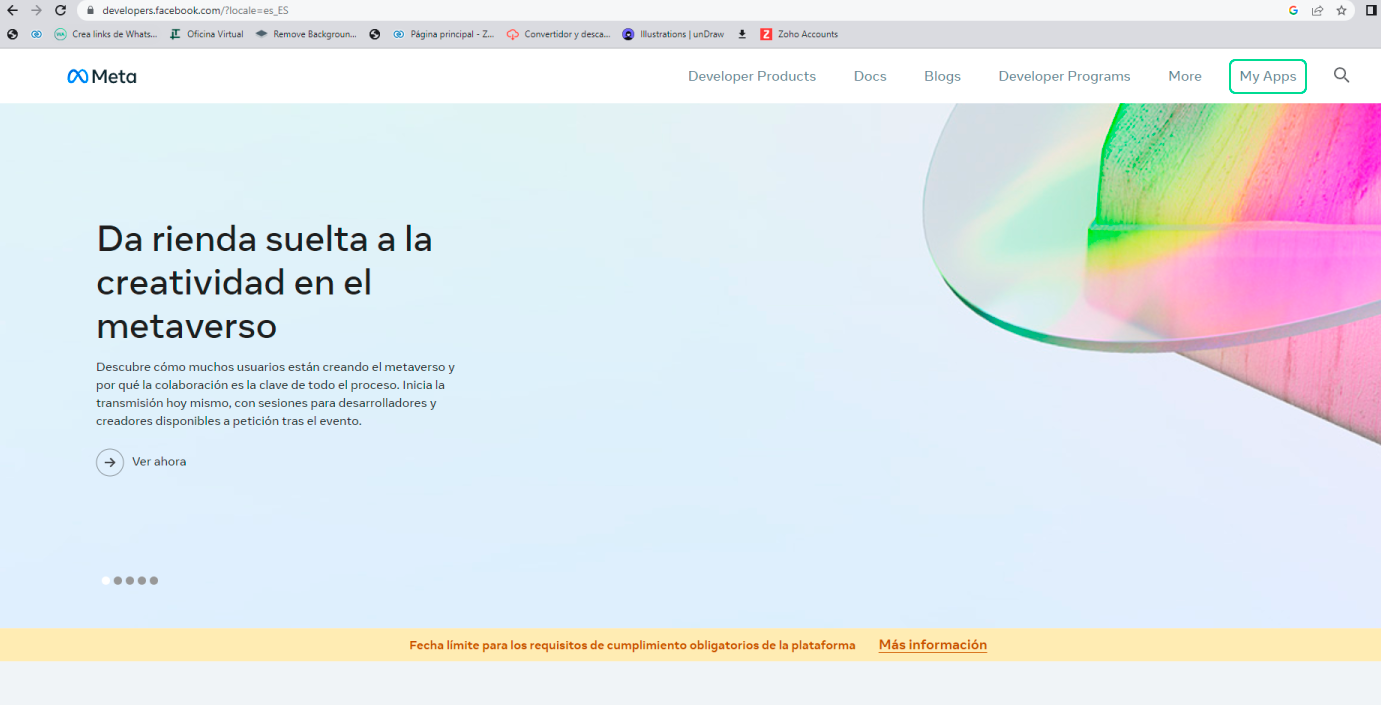 developers.facebook.com/?locale=es_ES
Crea links de Whats... Oficina Virtual Remove Backgroun... Página principal - Z... Convertidor y desca... Illustrations | unDraw Zoho Accounts
Meta Developer Products Docs Blogs Developer Programs More My Apps
Da rienda suelta a la
creatividad en el
metaverso
Descubre cómo muchos usuarios están creando el metaverso y
por qué la colaboración es la clave de todo el proceso. Inicia la
transmisión hoy mismo, con sesiones para desarrolladores y
creadores disponibles a petición tras el evento.
Ver ahora
Fecha límite para los requisitos de cumplimiento obligatorios de la plataforma Más información